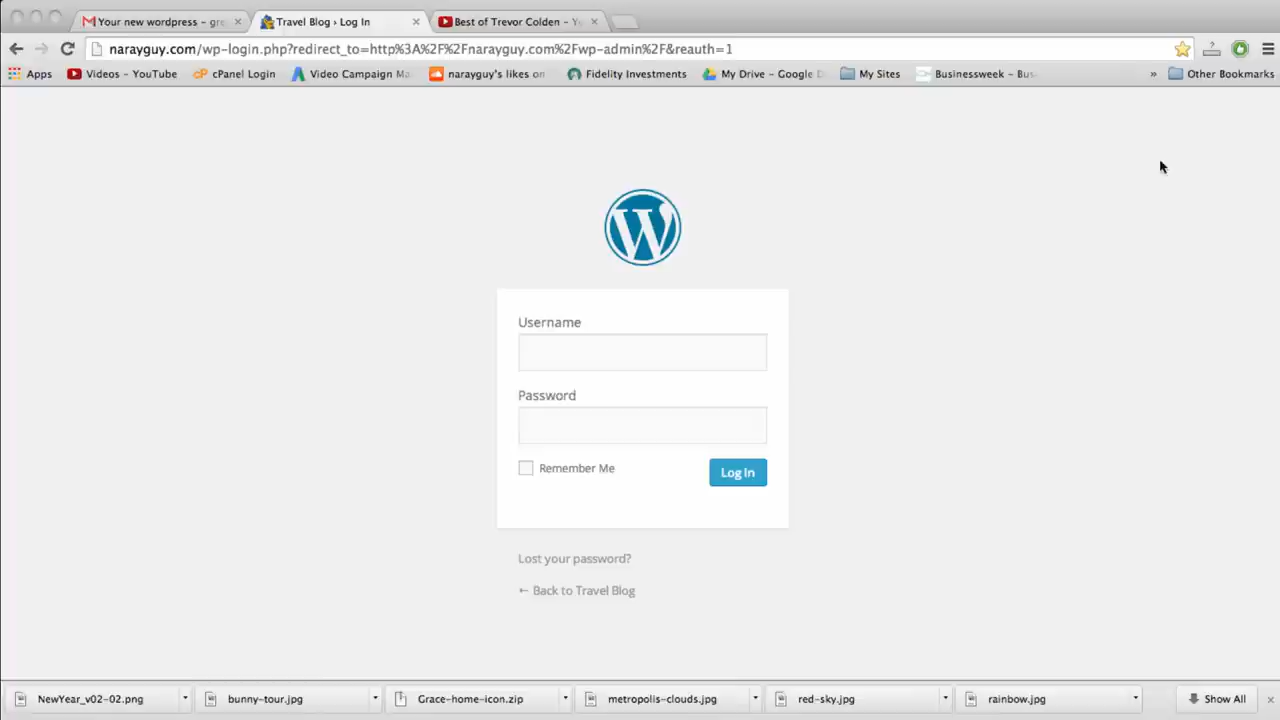 Your new wordpress – gr
Travel Blog › Log In
Best of Trevor Colden – Y
narayguy.com/wp-login.php?redirect_to=http%3A%2F%2Fnarayguy.com%2Fwp-admin%2F&reauth=1
Apps
Videos – YouTube
cPanel Login
Video Campaign Ma
narayguy's likes on
Fidelity Investments
My Drive – Google D
My Sites
Businessweek – Bus
»
Other Bookmarks
W
Username
Password
Remember Me
Log In
Lost your password?
← Back to Travel Blog
NewYear_v02-02.png
bunny-tour.jpg
Grace-home-icon.zip
metropolis-clouds.jpg
red-sky.jpg
rainbow.jpg
Show All